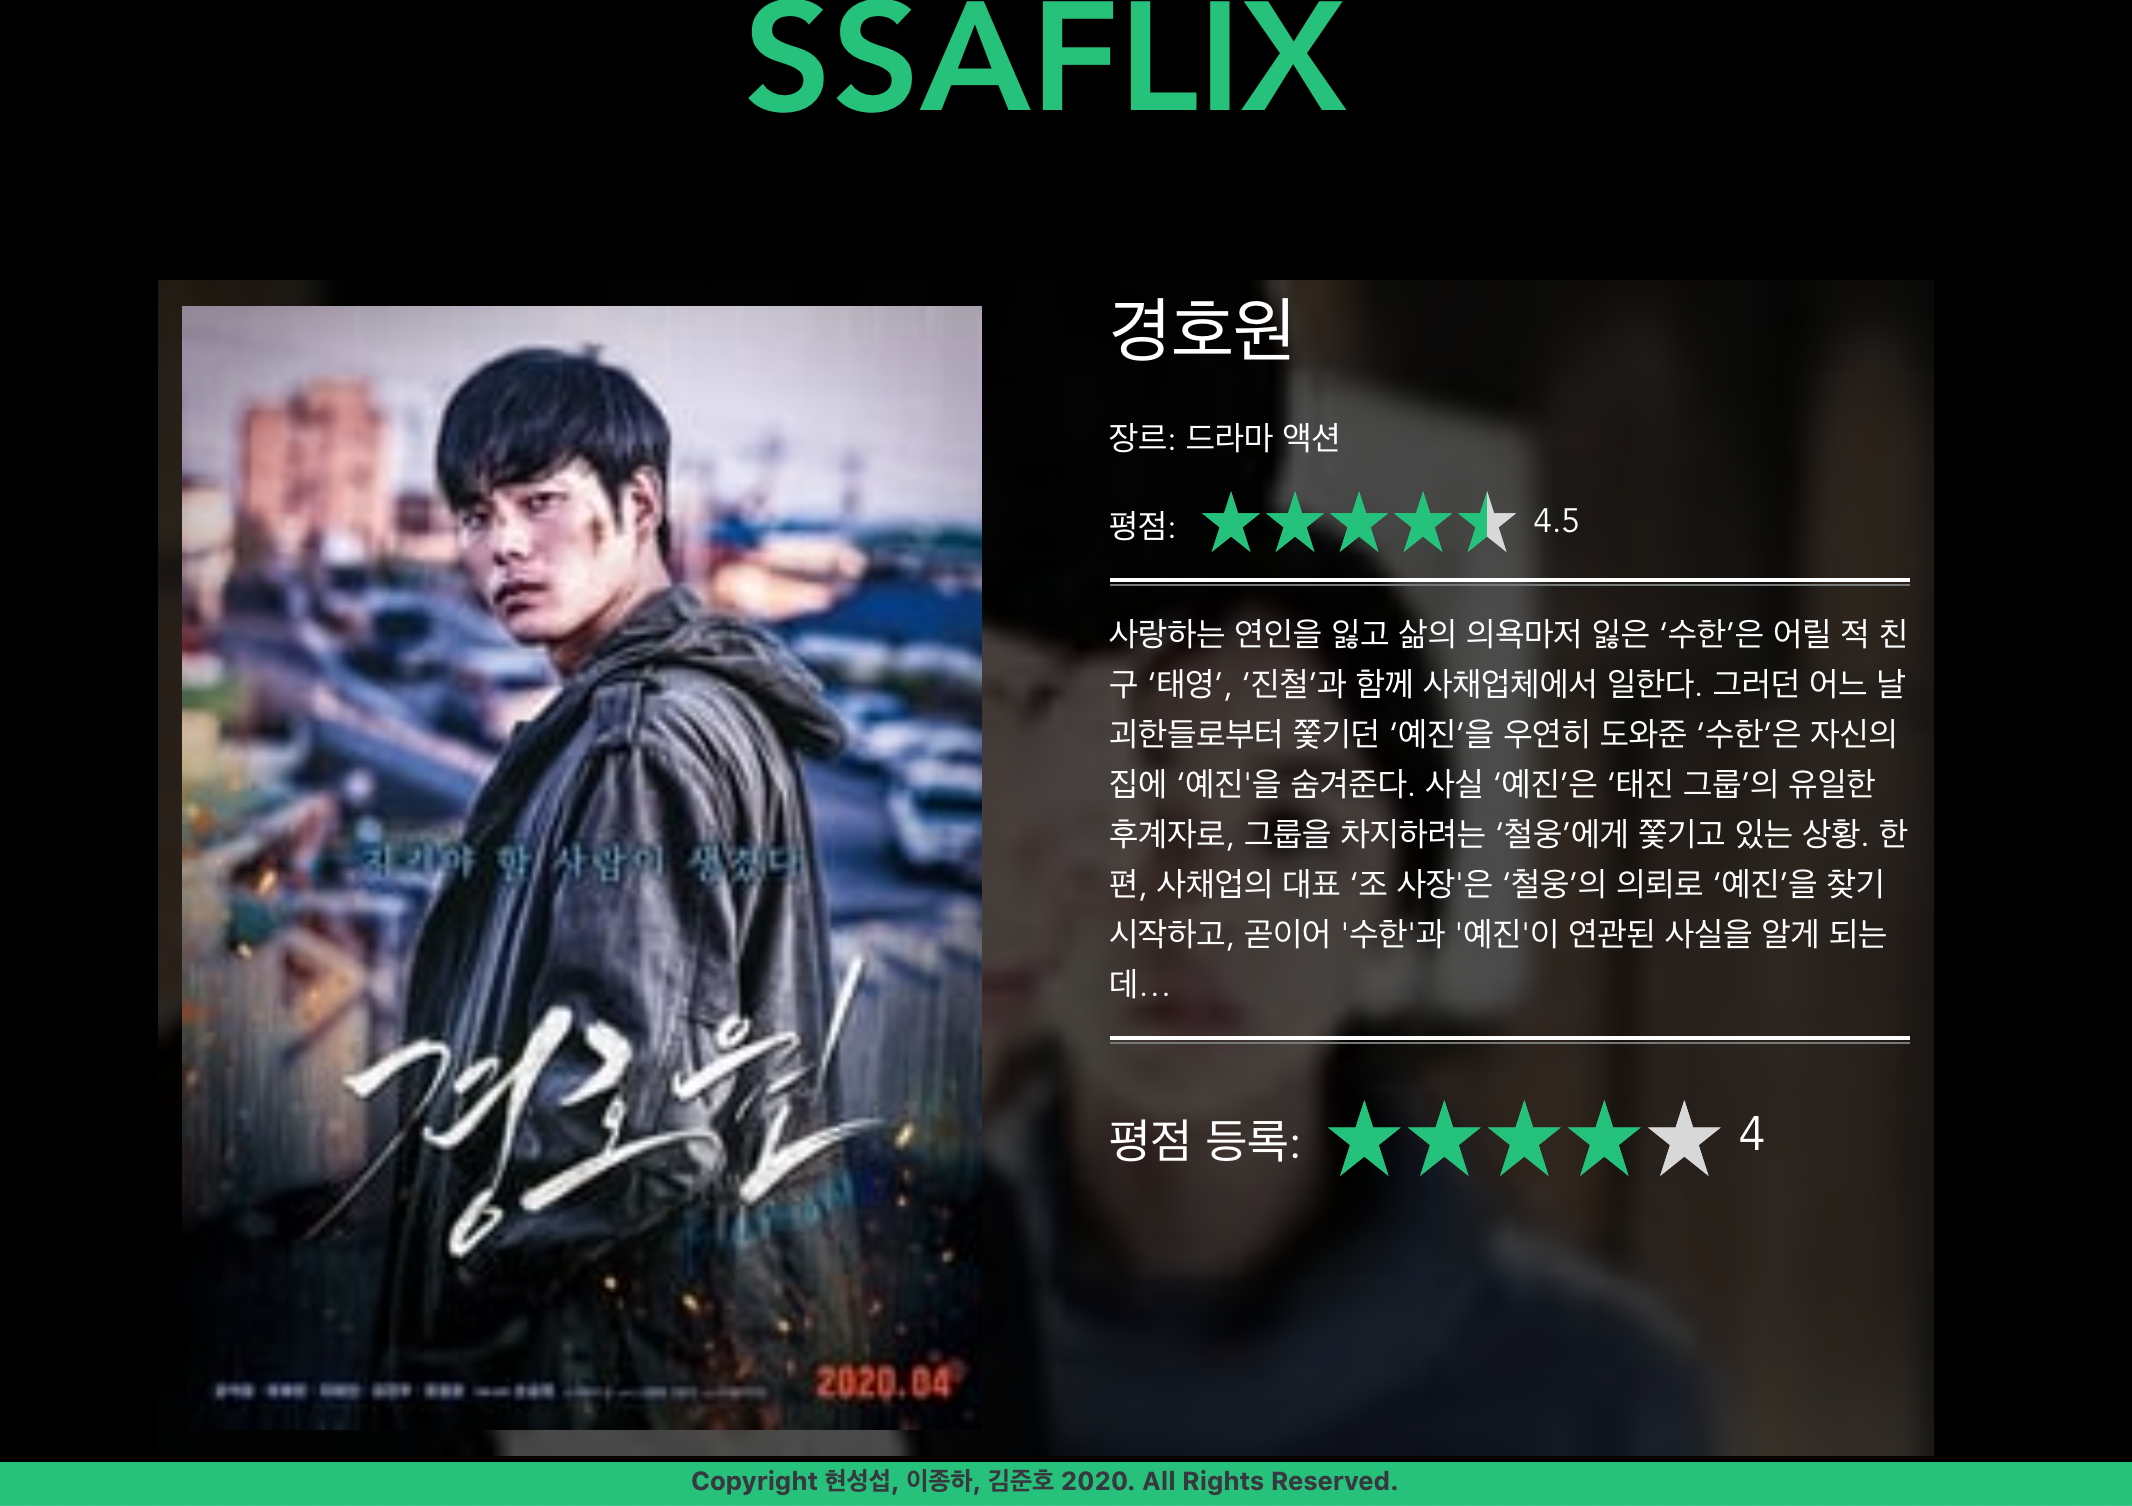 SSAFLIX
경호원
장르: 드라마 액션
평점: 4.5
사랑하는 연인을 잃고 삶의 의욕마저 잃은 ‘수한’은 어릴 적 친
구 ‘태영’, ‘진철’과 함께 사채업체에서 일한다. 그러던 어느 날
괴한들로부터 쫓기던 ‘예진’을 우연히 도와준 ‘수한’은 자신의
집에 ‘예진'을 숨겨준다. 사실 ‘예진’은 ‘태진 그룹’의 유일한
후계자로, 그룹을 차지하려는 ‘철웅’에게 쫓기고 있는 상황. 한
편, 사채업의 대표 ‘조 사장'은 ‘철웅’의 의뢰로 ‘예진’을 찾기
시작하고, 곧이어 '수한'과 '예진'이 연관된 사실을 알게 되는
데...
평점 등록: 4
지켜야 할 사람이 생겼다
경호원
2020.04
Copyright 현성섭, 이종하, 김준호 2020. All Rights Reserved.